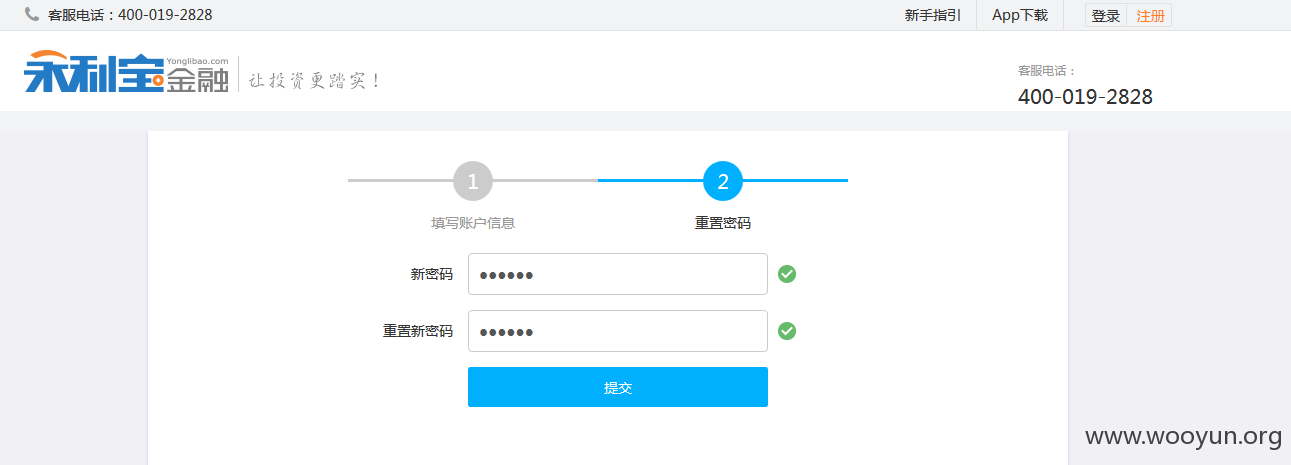 客服电话：400-019-2828 新手指引 App下载 登录 注册
永利宝 Yonglibao.com 金融 让投资更踏实！
客服电话：
400-019-2828
1 2
填写账户信息 重置密码
新密码 ●●●●●●
重置新密码 ●●●●●●
提交
www.wooyun.org